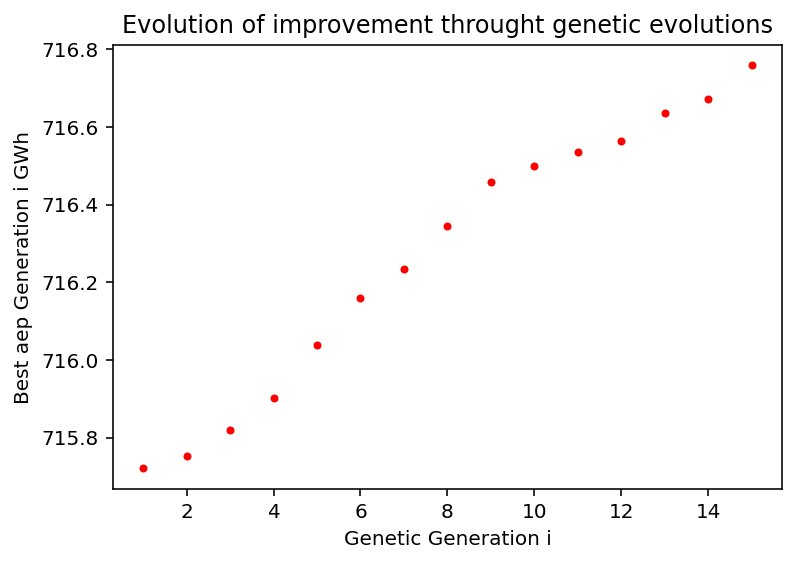 Evolution of improvement throught genetic evolutions
716.8
716.6
716.4
716.2
716.0
715.8
Best aep Generation i GWh
2 4 6 8 10 12 14
Genetic Generation i